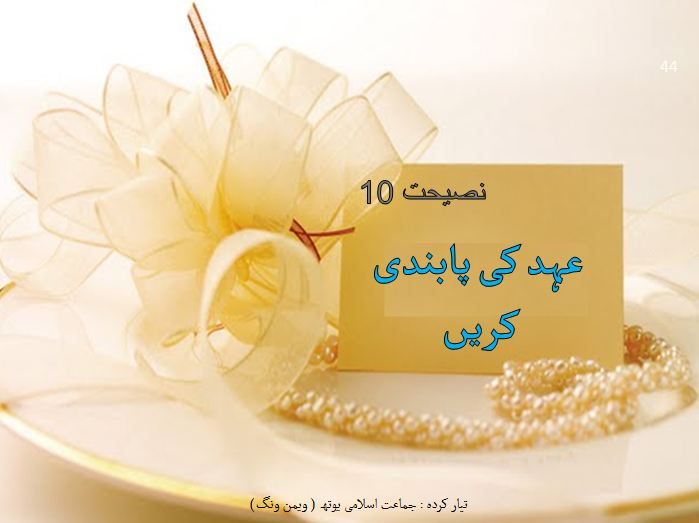 44
نصیحت 10
عہد کی پابندی
کریں
تیار کردہ : جماعت اسلامی یوتھ ( ویمن ونگ )